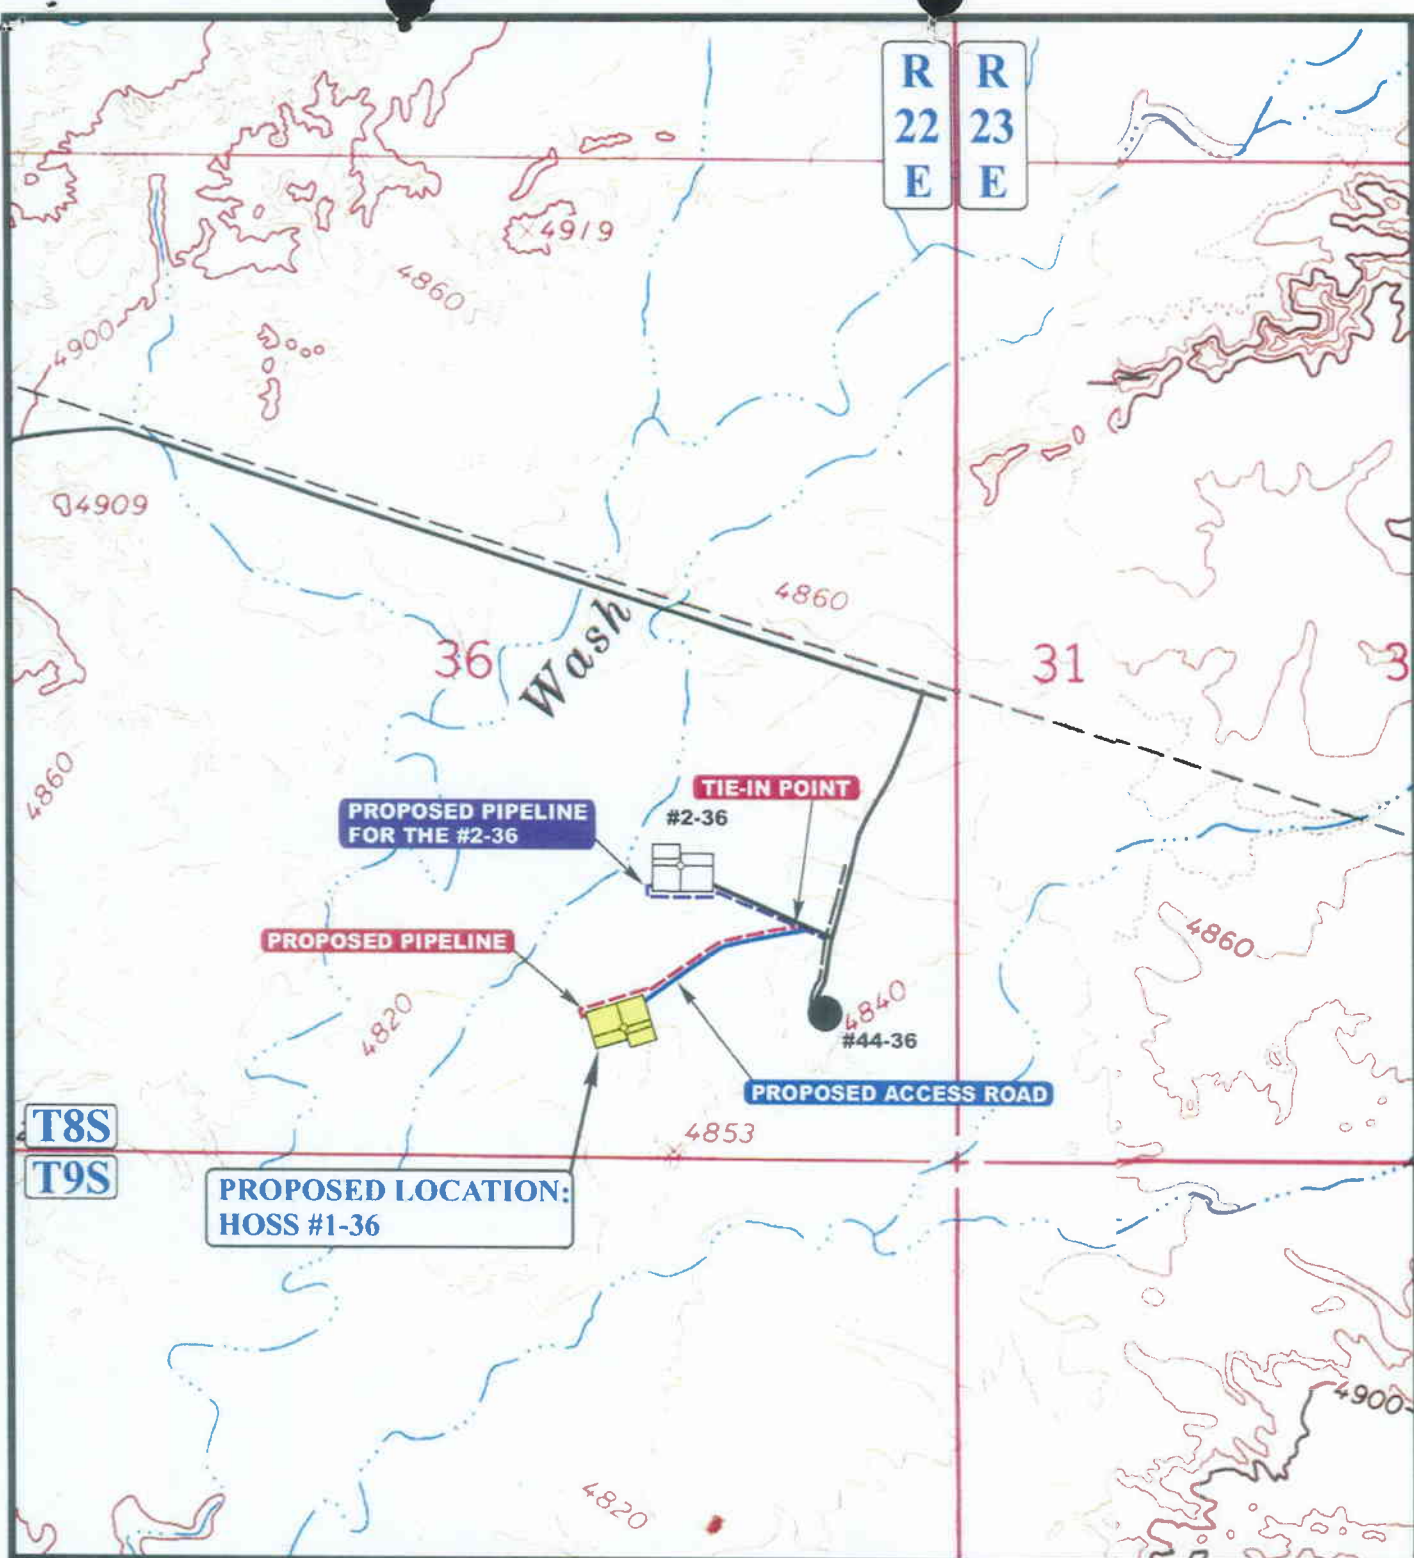 R
22
E
R
23
E
4919
4860
4900
4909
4860
36
Wash
31
3
4860
TIE-IN POINT
PROPOSED PIPELINE
FOR THE #2-36
#2-36
4860
PROPOSED PIPELINE
4820
4840
#44-36
PROPOSED ACCESS ROAD
T8S
4853
T9S
PROPOSED LOCATION:
HOSS #1-36
4900
4820